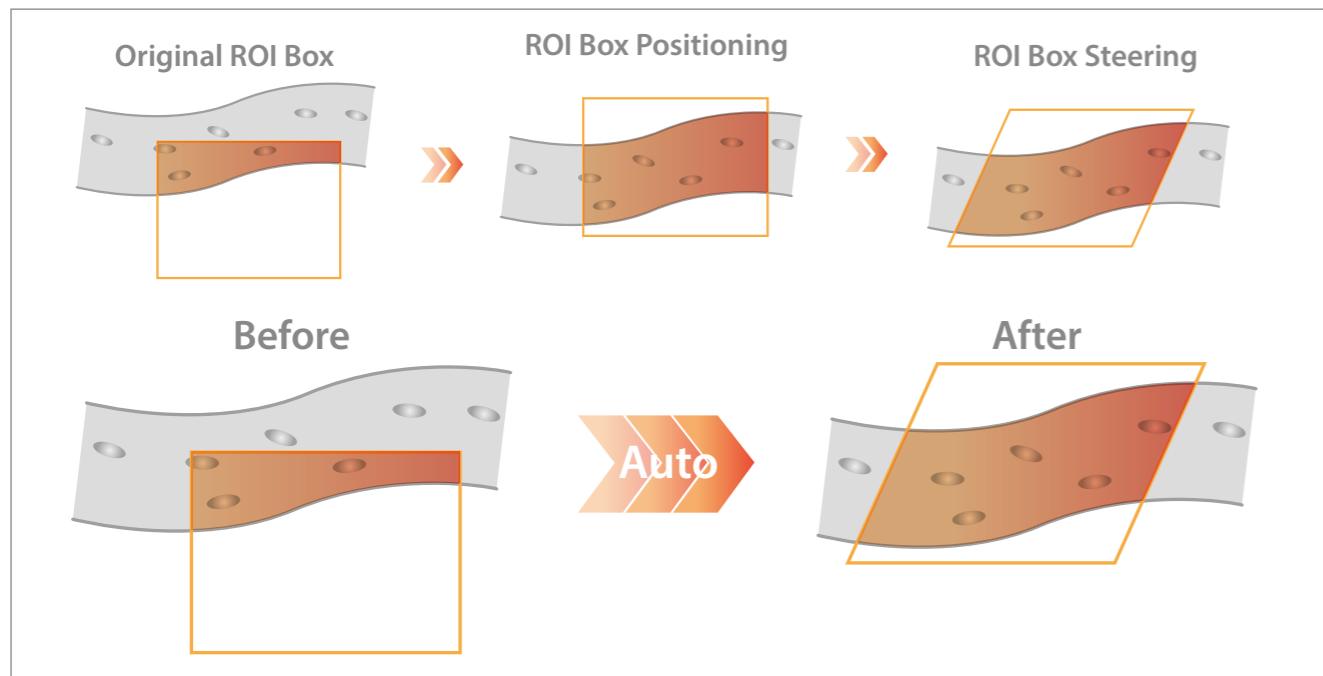 Original ROI Box
ROI Box Positioning
ROI Box Steering
Before
Auto
After